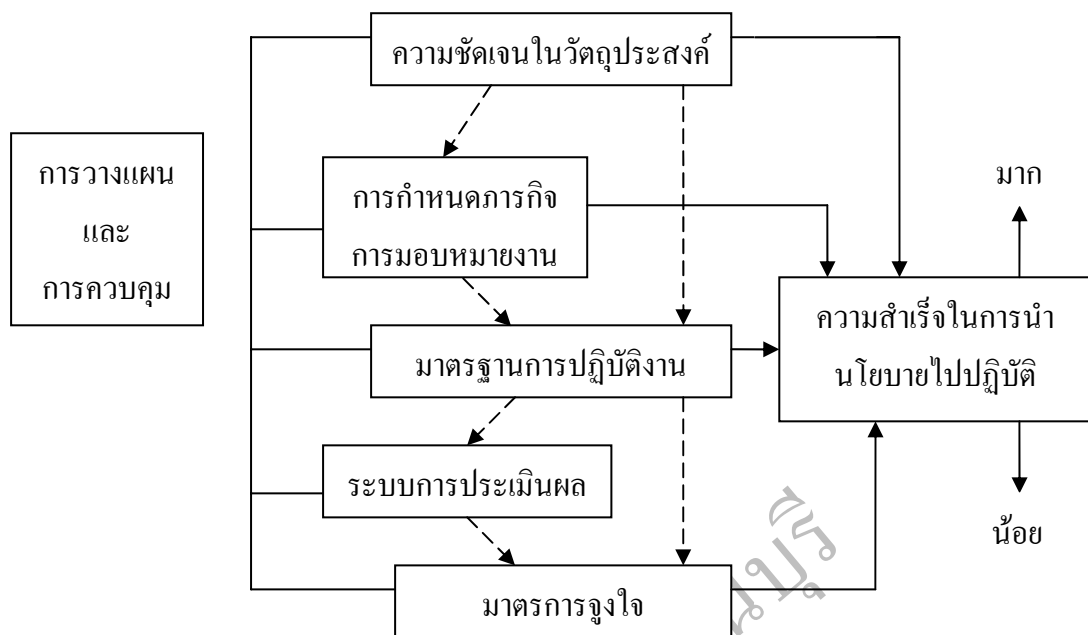 ความชัดเจนในวัตถุประสงค์
การวางแผน
และ
การควบคุม
การกำหนดภารกิจ
การมอบหมายงาน
มาตรฐานการปฏิบัติงาน
ระบบการประเมินผล
มาตรการจูงใจ
มาก
ความสำเร็จในการนำ
นโยบายไปปฏิบัติ
น้อย